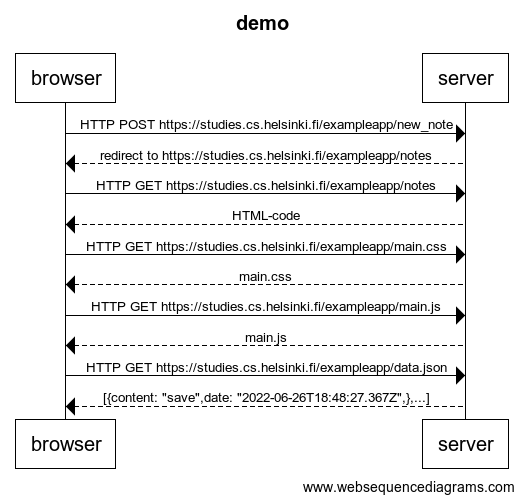 demo
browser server
HTTP POST https://studies.cs.helsinki.fi/exampleapp/new_note
redirect to https://studies.cs.helsinki.fi/exampleapp/notes
HTTP GET https://studies.cs.helsinki.fi/exampleapp/notes
HTML-code
HTTP GET https://studies.cs.helsinki.fi/exampleapp/main.css
main.css
HTTP GET https://studies.cs.helsinki.fi/exampleapp/main.js
main.js
HTTP GET https://studies.cs.helsinki.fi/exampleapp/data.json
[{content: "save",date: "2022-06-26T18:48:27.367Z",},...]
browser server
www.websequencediagrams.com